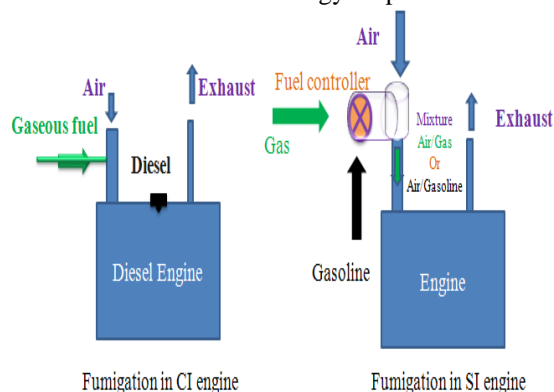 Air
Exhaust
Gaseous fuel
Diesel
Diesel Engine
Fumigation in CI engine
Air
Fuel controller
Gas
Mixture
Air/Gas
Or
Air/Gasoline
Exhaust
Gasoline
Engine
Fumigation in SI engine